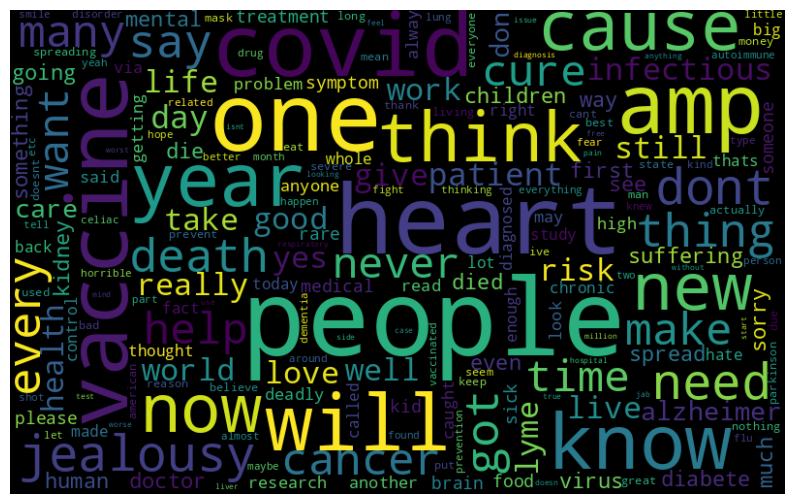 smile
disorder
many
mental
mask
treatment
long
alway
lung
feel
everyone
cause
issue
little
big
money
spreading
yeah
via
say
covid
drug
mean
don
diagnosis
anything
autoimmune
going
life
problem
symptom
work
cure
infectious
something
want
getting
day
related
thank
living
children
way
amp
hope
isnt
one
think
right
cant
best
free
fear
pain
type
someone
doesnt
etc
worst
die
better
month
eat
severe
looking
whole
still
state
kind
thats
vaccine
said
year
anyone
give
patient
first
see
man
knew
dont
care
celiac
happen
fight
thinking
everything
actually
tell
take
good
heart
diagnosed
ive
may
study
high
thing
back
kidney
prevent
rare
respiratory
two
without
person
horrible
death
yes
never
lot
suffering
used
mind
really
today
medical
read
died
risk
new
due
every
health
control
part
fact
dementia
people
enough
chronic
look
make
sorry
start
bad
help
thought
side
case
million
even
spread
hate
parkinson
shot
test
american
world
love
well
around
vaccinated
seem
hospital
time
need
reason
believe
deadly
called
kid
keep
caught
sick
true
jab
please
now
will
got
live
alzheimer
let
made
almost
found
prevention
lyme
know
nothing
jealousy
worse
maybe
put
flu
human
doctor
cancer
brain
food
virus
diabete
much
liver
research
another
doesn
great